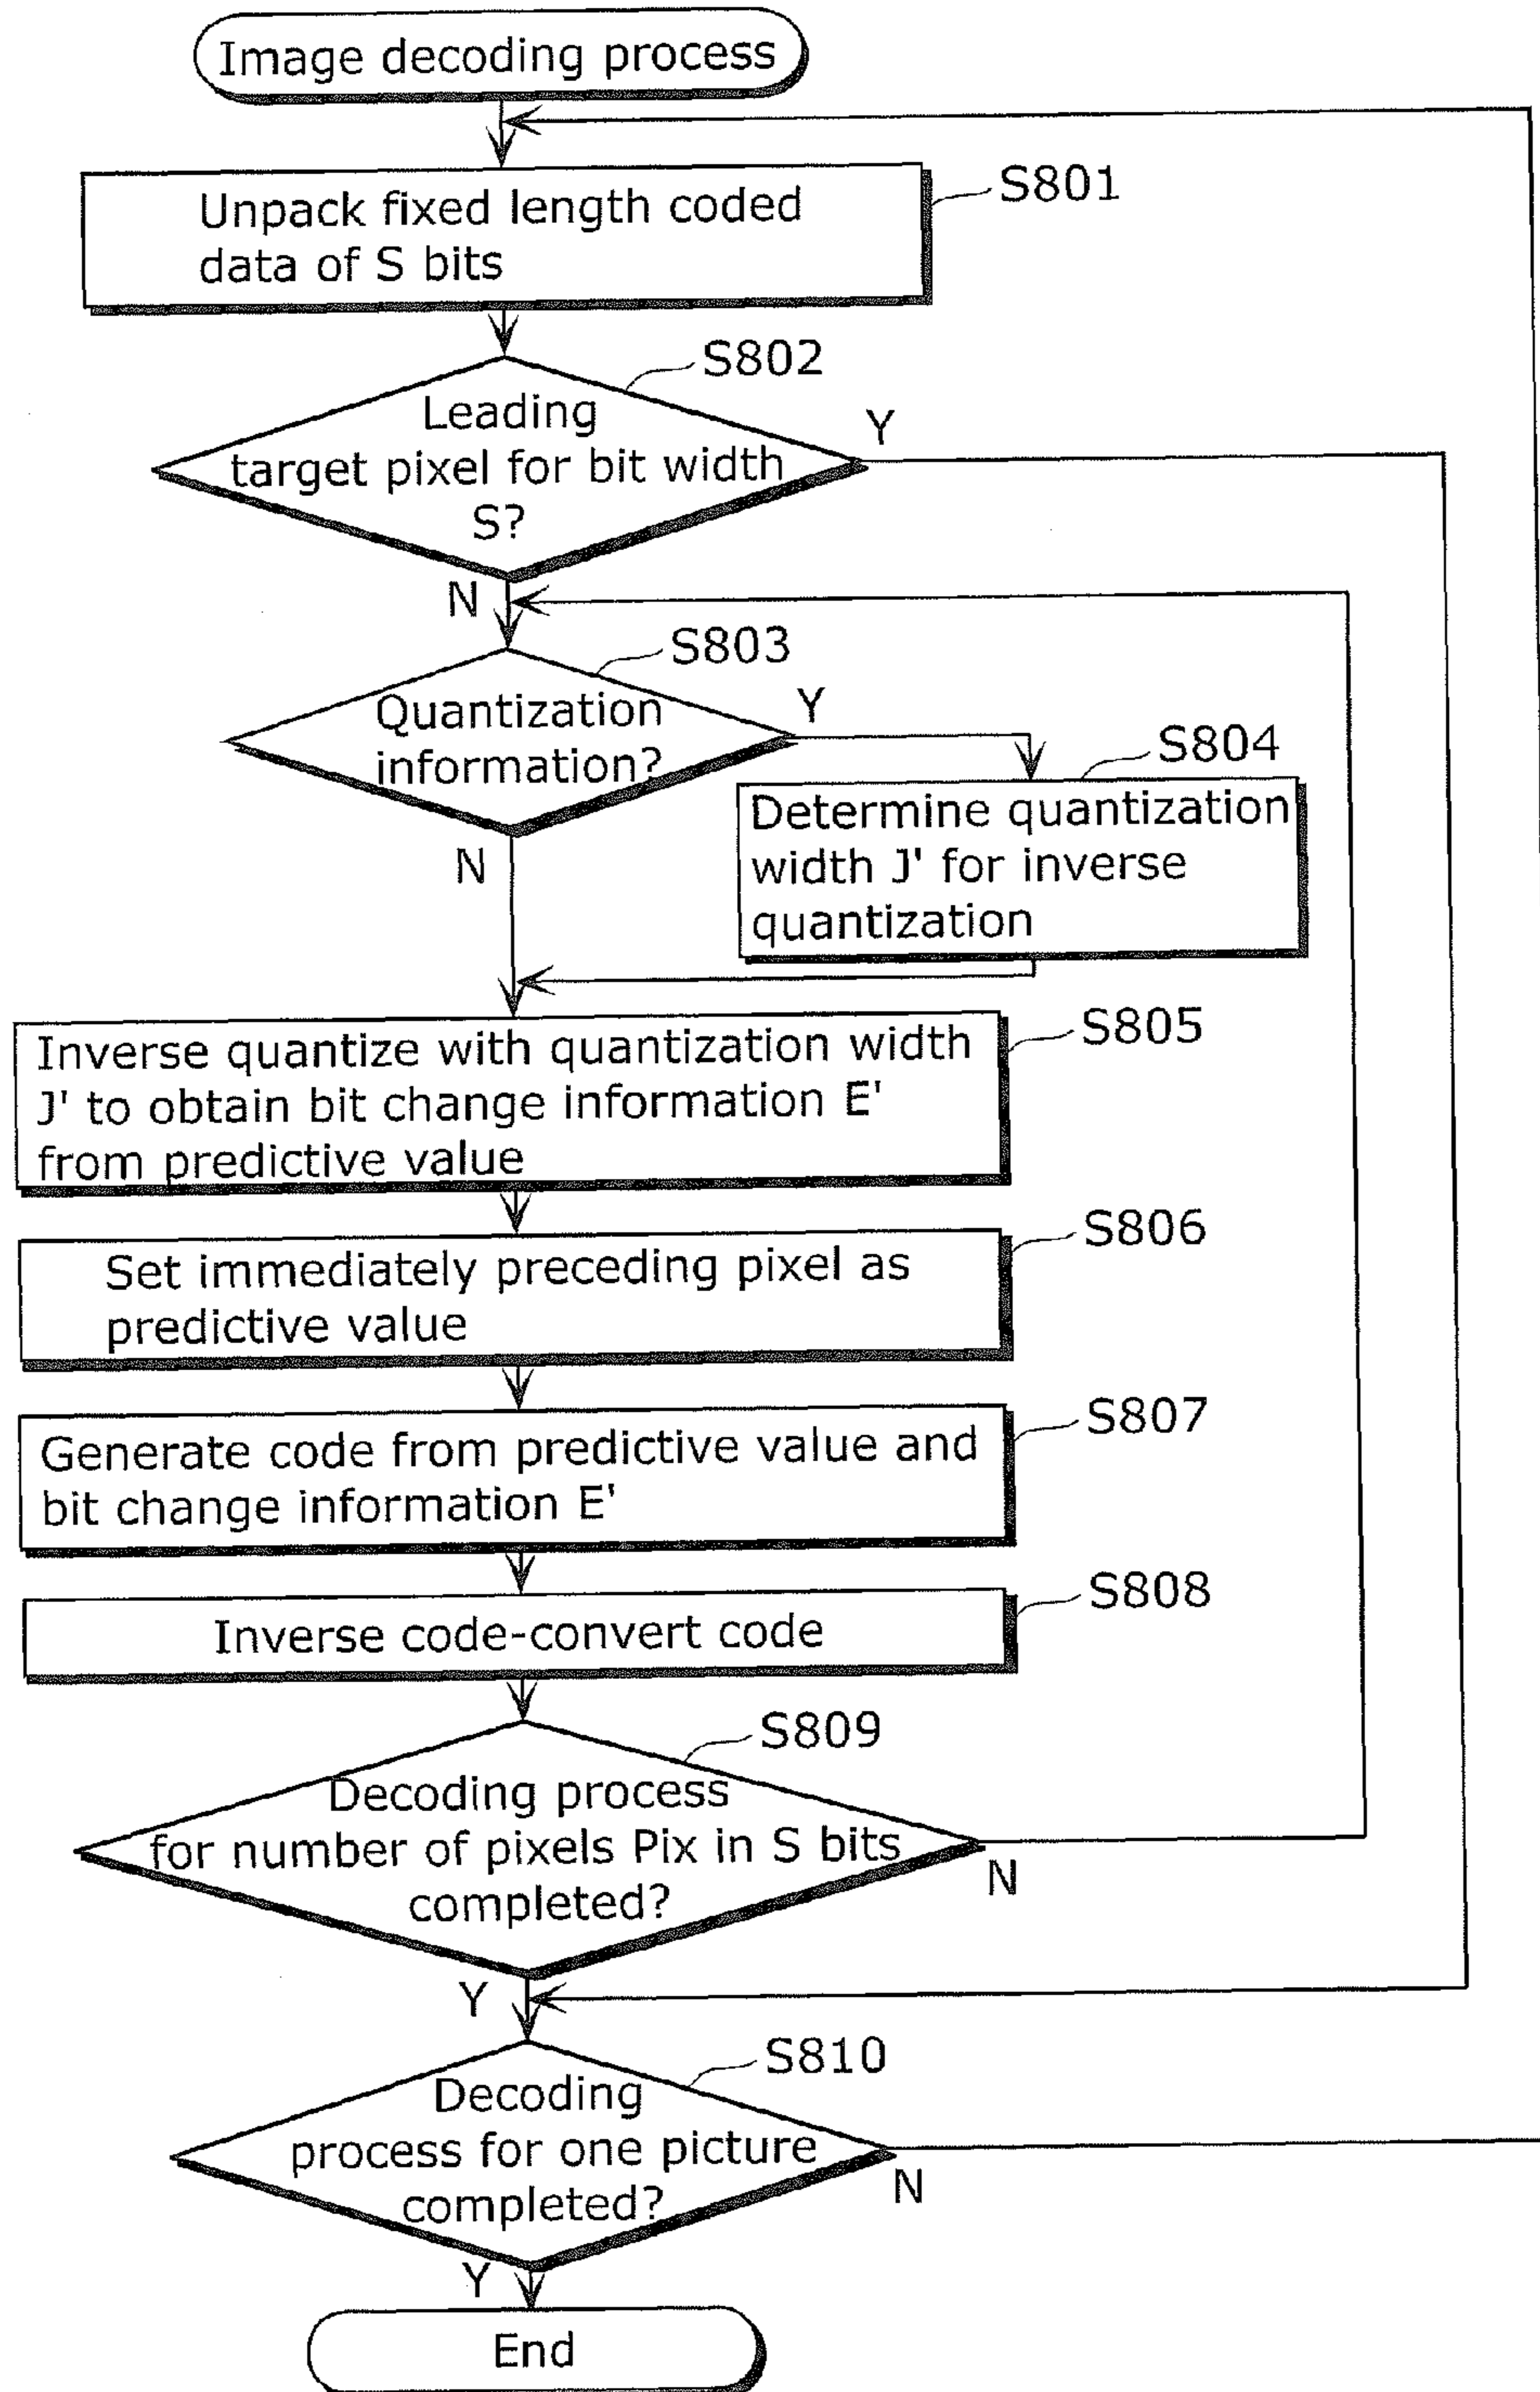 Image decoding process
S801
Unpack fixed length coded
data of S bits
S802
Leading
target pixel for bit width
S?
Y
N
S803
Quantization
information?
Y
N
S804
Determine quantization
width J' for inverse
quantization
S805
Inverse quantize with quantization width
J' to obtain bit change information E'
from predictive value
S806
Set immediately preceding pixel as
predictive value
S807
Generate code from predictive value and
bit change information E'
S808
Inverse code-convert code
S809
Decoding process
for number of pixels Pix in S bits
completed?
N
Y
S810
Decoding
process for one picture
completed?
N
Y
End